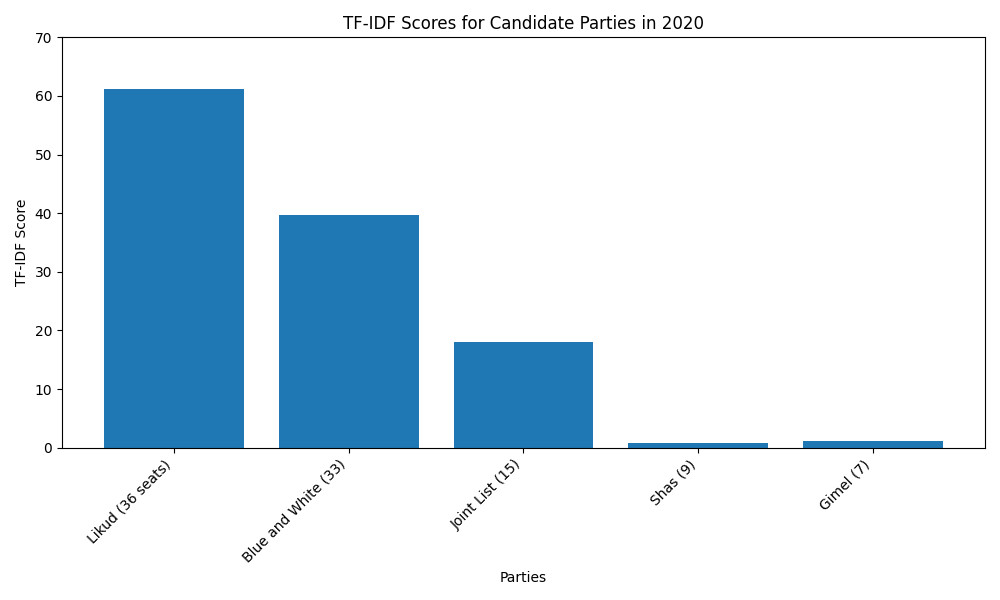 TF-IDF Scores for Candidate Parties in 2020
70
60
50
40
30
20
10
0
TF-IDF Score
Likud (36 seats)
Blue and White (33)
Joint List (15)
Shas (9)
Gimel (7)
Parties